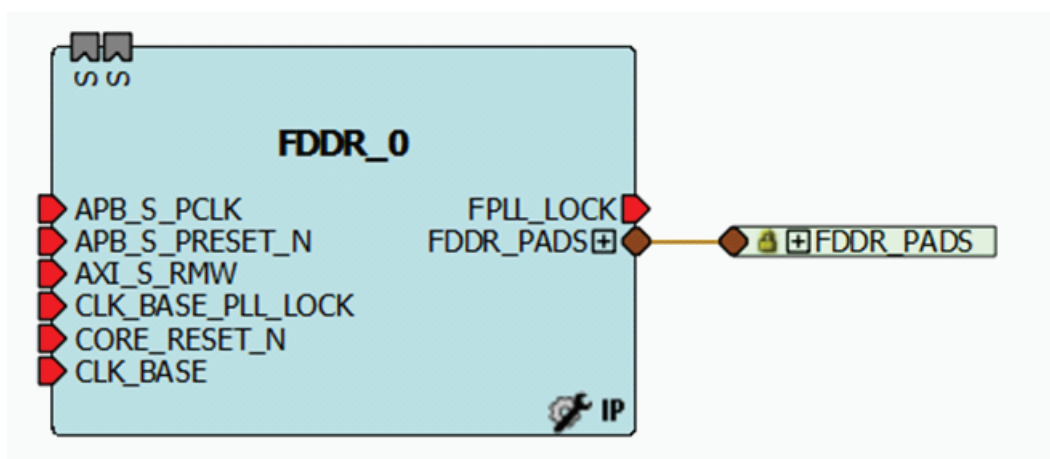 S S
FDDR_0
APB_S_PCLK FPLL_LOCK
APB_S_PRESET_N FDDR_PADS FDDR_PADS
AXI_S_RMW
CLK_BASE_PLL_LOCK
CORE_RESET_N
CLK_BASE
IP